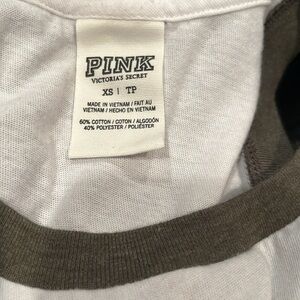 PINK
VICTORIA'S SECRET
XS | TP
MADE IN VIETNAM / FAIT AU
VIETNAM / HECHO EN VIETNAM
60% COTTON / COTON / ALGODÓN
40% POLYESTER / POLIÉSTER